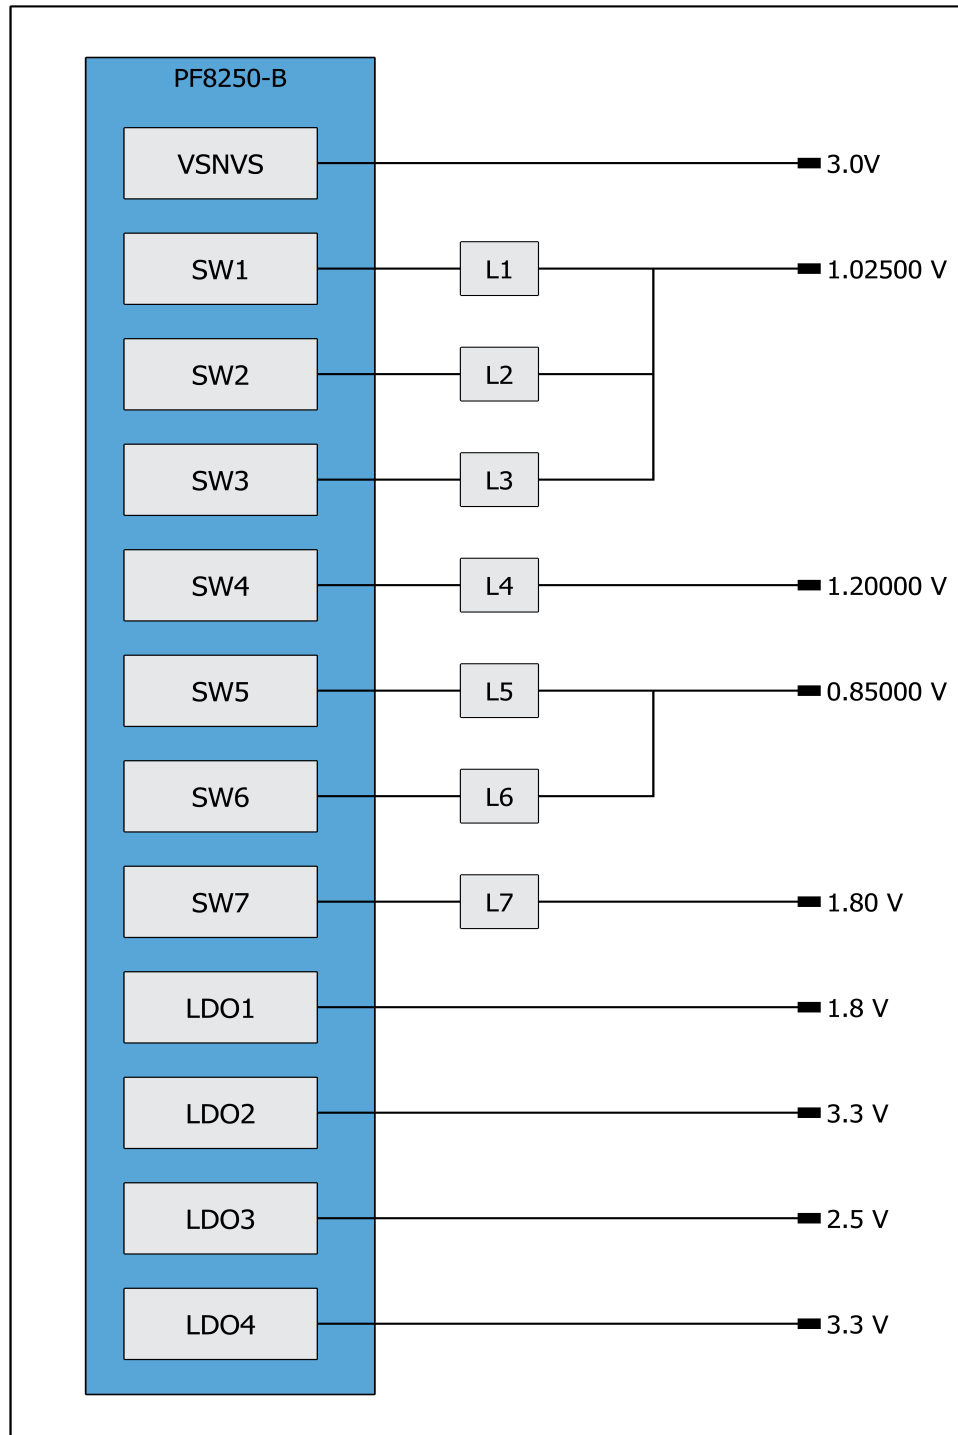 PF8250-B
VSNVS
3.0V
SW1
L1
1.02500 V
SW2
L2
SW3
L3
SW4
L4
1.20000 V
SW5
L5
0.85000 V
SW6
L6
SW7
L7
1.80 V
LDO1
1.8 V
LDO2
3.3 V
LDO3
2.5 V
LDO4
3.3 V